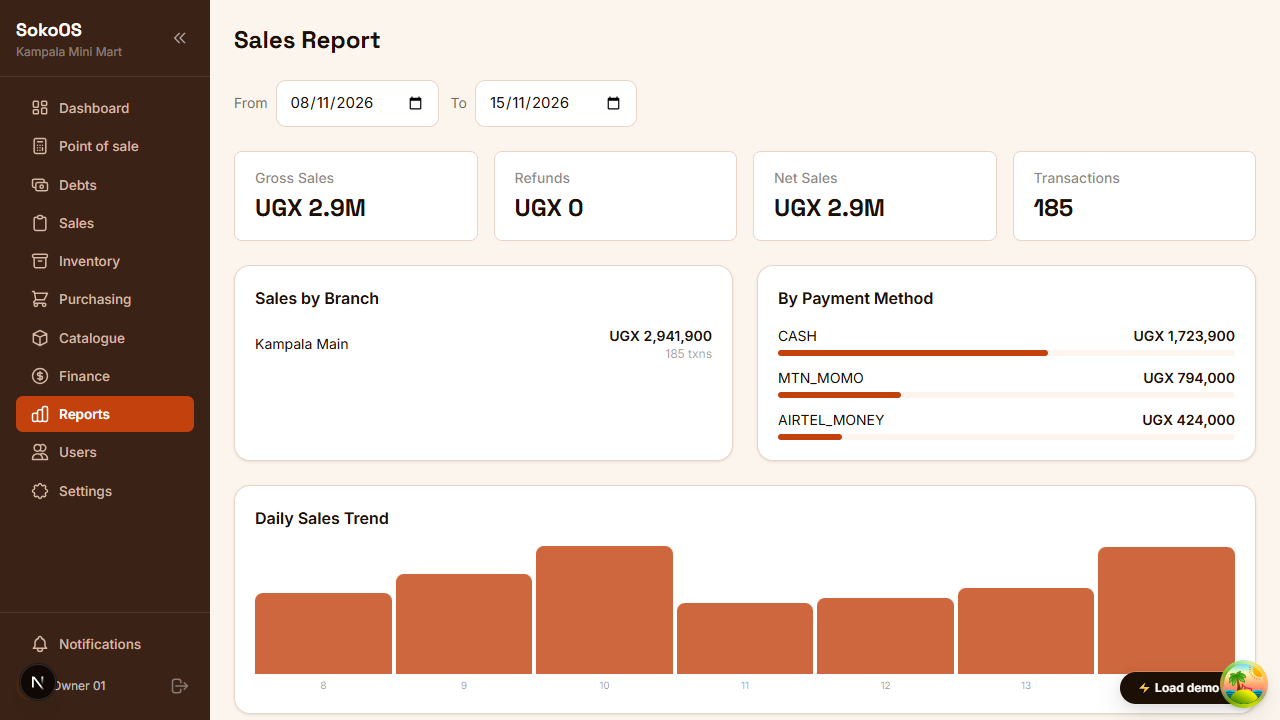 SokoOS
Kampala Mini Mart
Dashboard
Point of sale
Debts
Sales
Inventory
Purchasing
Catalogue
Finance
Reports
Users
Settings
Notifications
N
Owner 01
Sales Report
From 08/11/2026 To 15/11/2026
Gross Sales
UGX 2.9M
Refunds
UGX 0
Net Sales
UGX 2.9M
Transactions
185
Sales by Branch
Kampala Main
UGX 2,941,900
185 txns
By Payment Method
CASH UGX 1,723,900
MTN_MOMO UGX 794,000
AIRTEL_MONEY UGX 424,000
Daily Sales Trend
8 9 10 11 12 13
Load demo